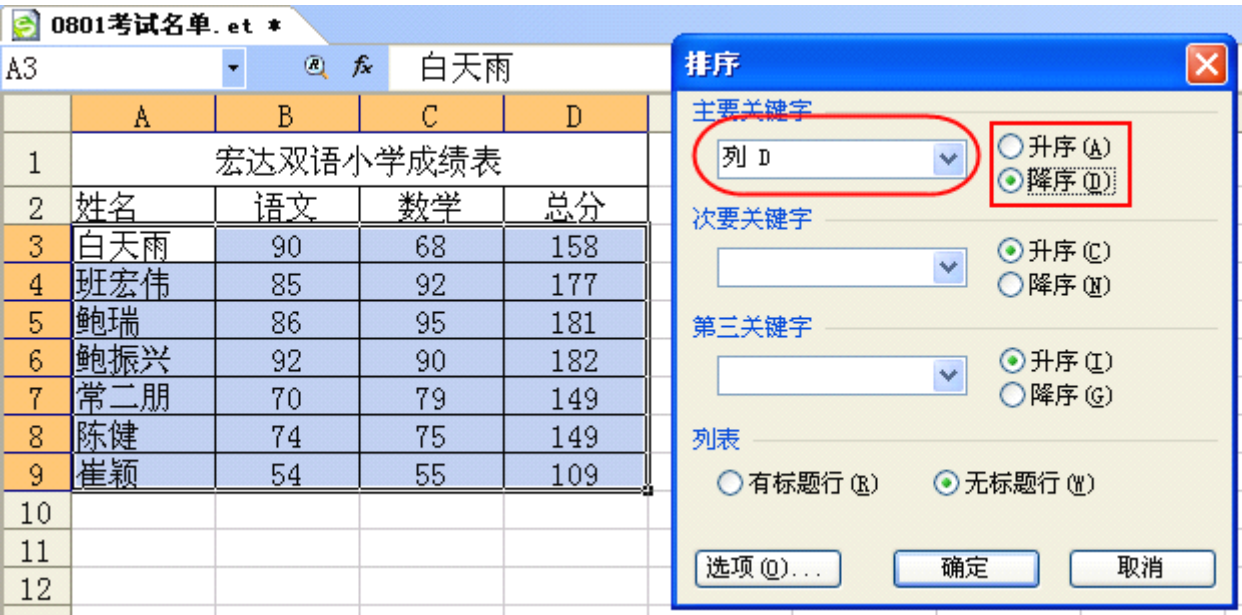 0801考试名单.et *
A3 fx 白天雨
A B C D
1 宏达双语小学成绩表
2 姓名 语文 数学 总分
3 白天雨 90 68 158
4 班宏伟 85 92 177
5 鲍瑞 86 95 181
6 鲍振兴 92 90 182
7 常二朋 70 79 149
8 陈健 74 75 149
9 崔颖 54 55 109
10
11
12
排序
主要关键字
列 D
升序(A)
降序(D)
次要关键字
升序(C)
降序(N)
第三关键字
升序(I)
降序(G)
列表
有标题行(R) 无标题行(W)
选项(O)... 确定 取消